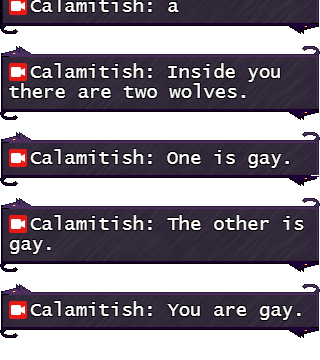 Calamitish: a
Calamitish: Inside you
there are two wolves.
Calamitish: One is gay.
Calamitish: The other is
gay.
Calamitish: You are gay.